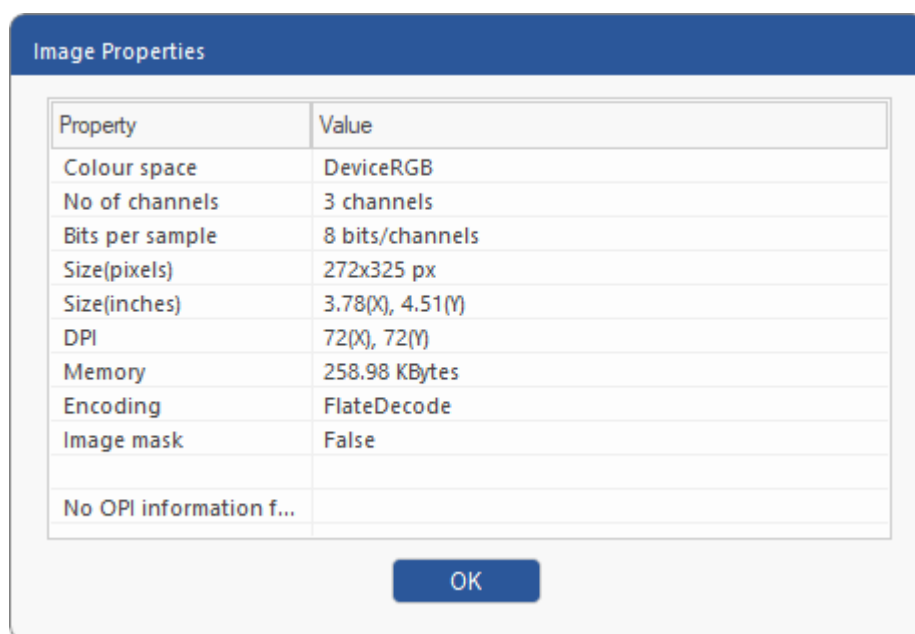 Image Properties
Property Value
Colour space DeviceRGB
No of channels 3 channels
Bits per sample 8 bits/channels
Size(pixels) 272x325 px
Size(inches) 3.78(X), 4.51(Y)
DPI 72(X), 72(Y)
Memory 258.98 KBytes
Encoding FlateDecode
Image mask False
No OPI information f...
OK